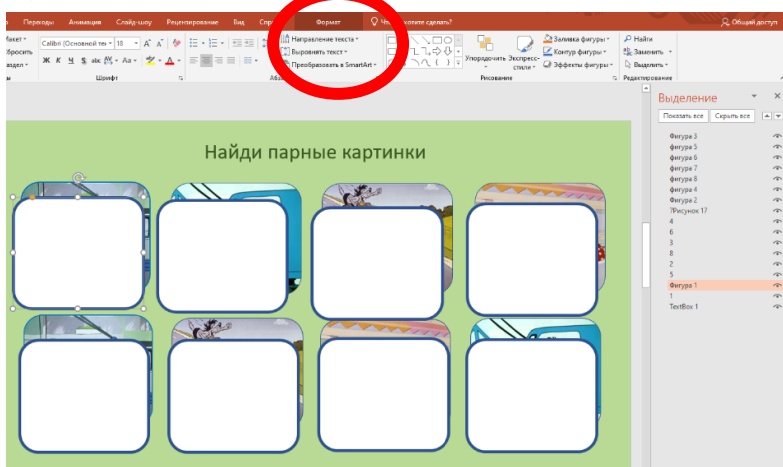 Переходы Анимация Слайд-шоу Рецензирование Вид Формат Общий доступ
Направление текста Заливка фигуры Найти
Calibri (Основной тек 18 Выровнять текст Контур фигуры Заменить
Ж К Ч S abc AV Aa А Преобразовать в SmartArt Упорядочить Экспресс-стили Эффекты фигуры Выделить
Шрифт Рисование Редактирование
Выделение
Показать все Скрыть все
Фигура 3
фигура 5
фигура 6
фигура 7
фигура 8
фигура 4
Фигура 2
7Рисунок 17
4
6
3
8
2
5
Фигура 1
1
TextBox 1
Найди парные картинки